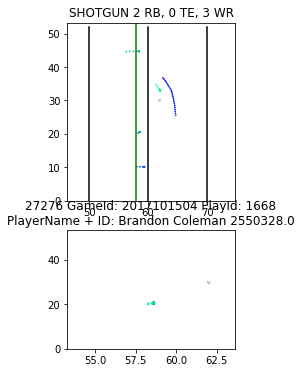 SHOTGUN 2 RB, 0 TE, 3 WR
50
40
30
20
10
0
50 60 70
27276 GameId: 2017101504 PlayId: 1668
PlayerName + ID: Brandon Coleman 2550328.0
40
20
0
55.0 57.5 60.0 62.5